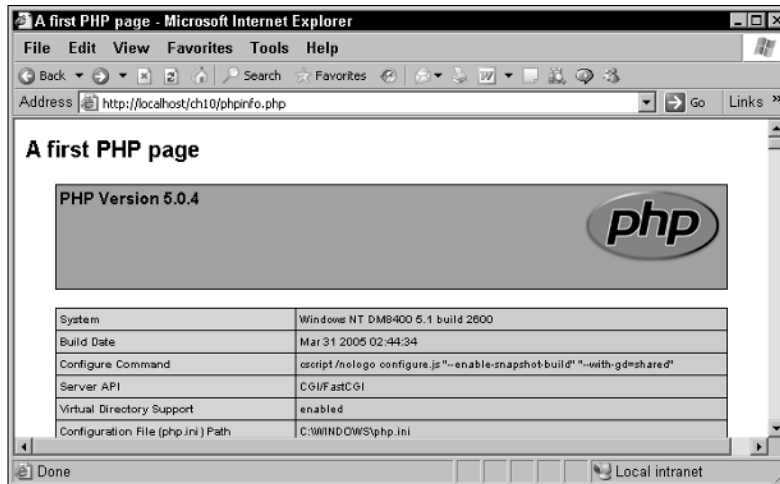 A first PHP page - Microsoft Internet Explorer
File Edit View Favorites Tools Help
Back Search Favorites
Address http://localhost/ch10/phpinfo.php Go Links »
A first PHP page
PHP Version 5.0.4
php
System Windows NT DM8400 5.1 build 2600
Build Date Mar 31 2005 02:44:34
Configure Command cscript /nologo configure.js "--enable-snapshot-build" "--with-gd=shared"
Server API CGI/FastCGI
Virtual Directory Support enabled
Configuration File (php.ini) Path C:\WINDOWS\php.ini
Done Local intranet